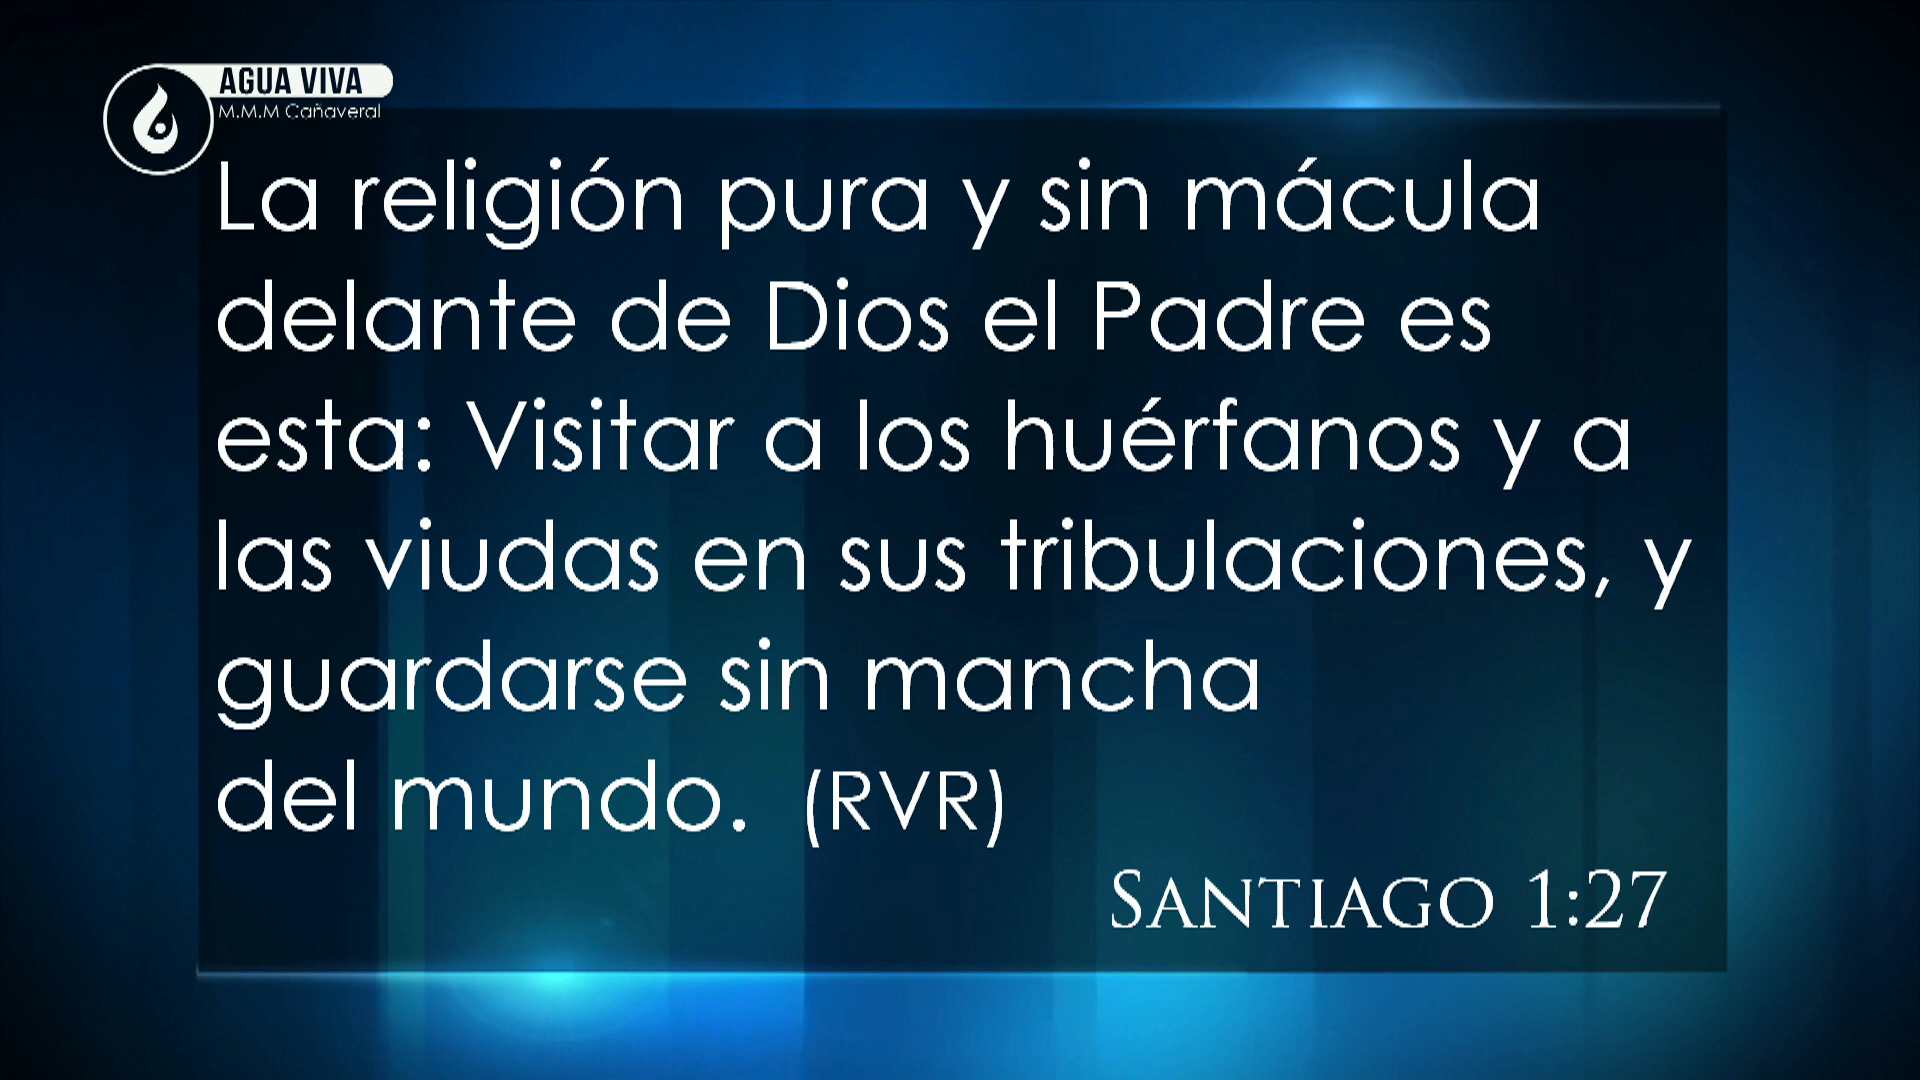 AGUA VIVA
M.M.M Cañaveral
La religión pura y sin mácula
delante de Dios el Padre es
esta: Visitar a los huérfanos y a
las viudas en sus tribulaciones, y
guardarse sin mancha
del mundo. (RVR)
SANTIAGO 1:27